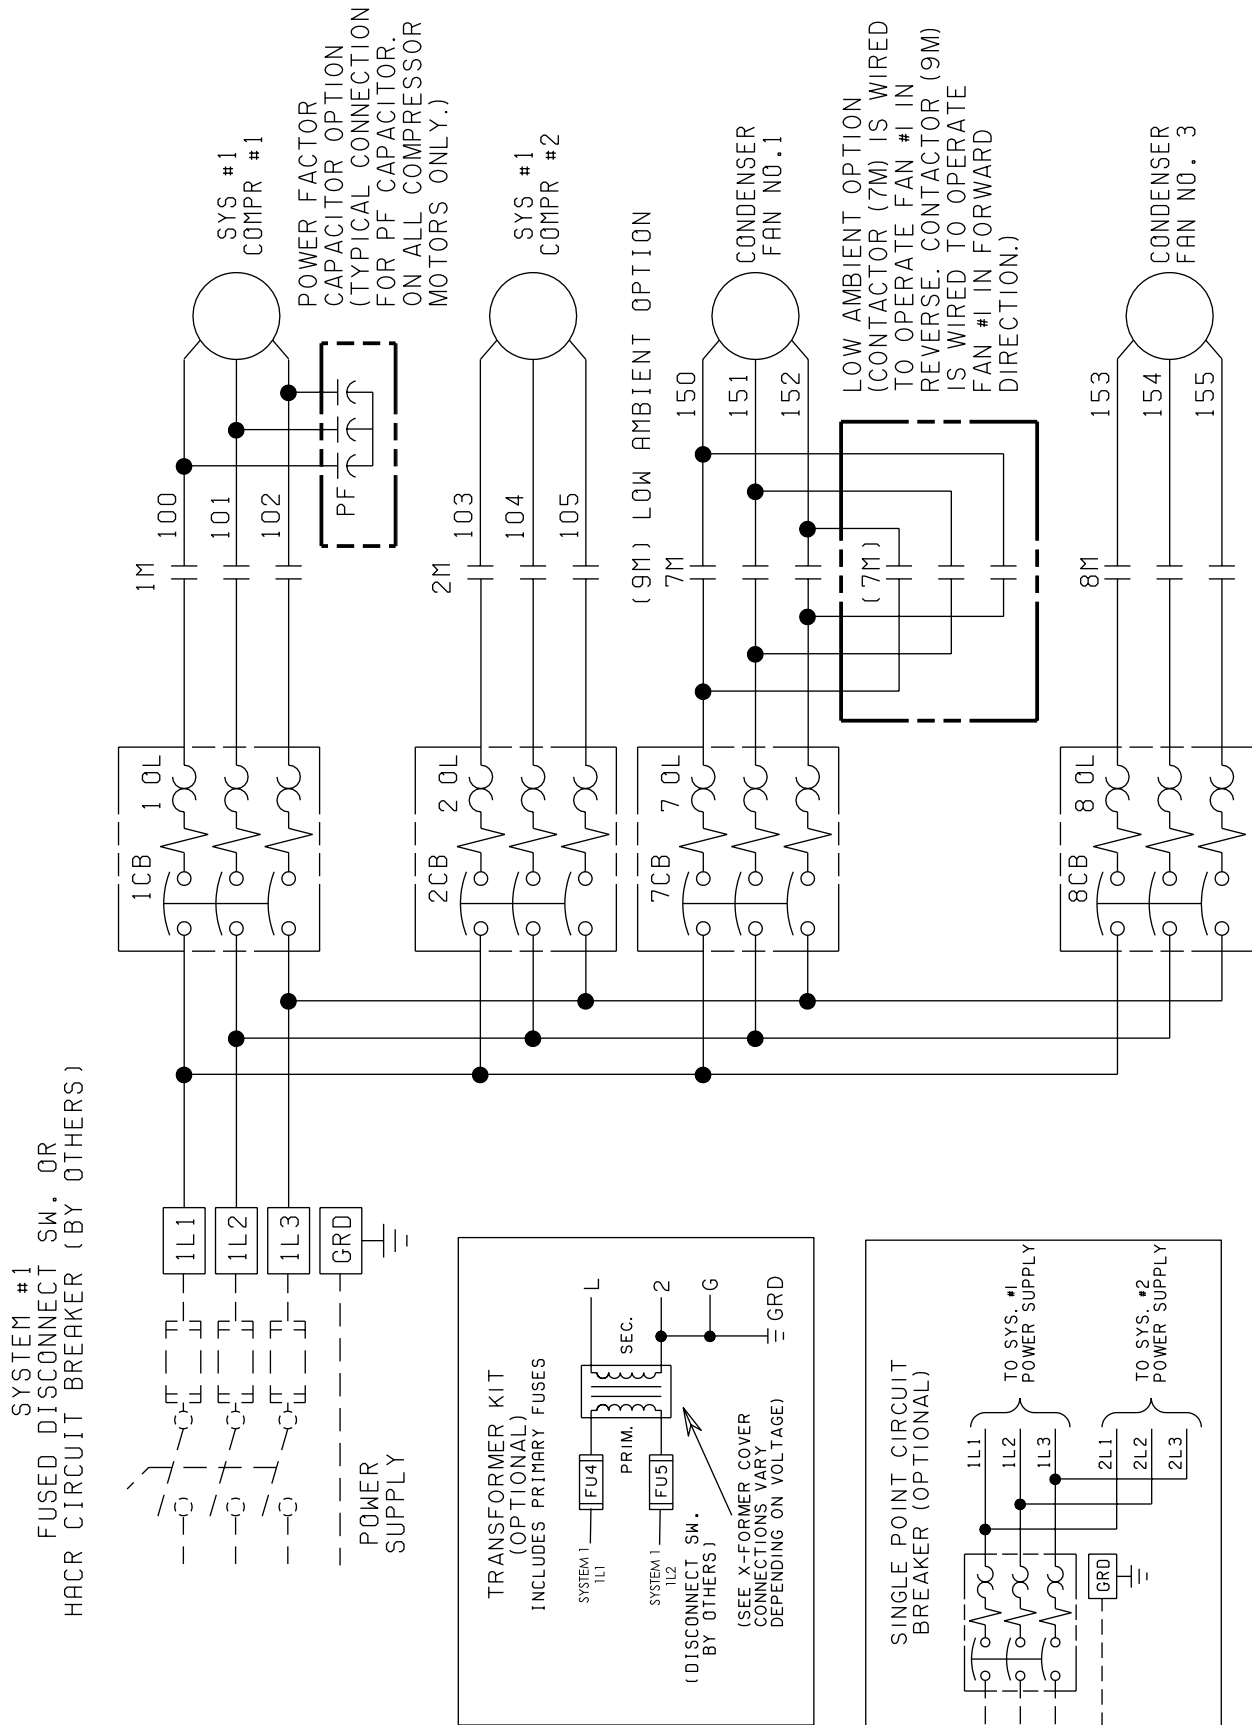 SYSTEM #1
FUSED DISCONNECT SW. OR
HACR CIRCUIT BREAKER (BY OTHERS)
POWER
SUPPLY
1L1
1L2
1L3
GRD
1CB
1 OL
1M
100
101
102
PF
SYS #1
COMPR #1
POWER FACTOR
CAPACITOR OPTION
(TYPICAL CONNECTION
FOR PF CAPACITOR.
ON ALL COMPRESSOR
MOTORS ONLY.)
2CB
2 OL
2M
103
104
105
SYS #1
COMPR #2
(9M) LOW AMBIENT OPTION
7CB
7 OL
7M
150
151
152
(7M)
CONDENSER
FAN NO.1
LOW AMBIENT OPTION
(CONTACTOR (7M) IS WIRED
TO OPERATE FAN #1 IN
REVERSE. CONTACTOR (9M)
IS WIRED TO OPERATE
FAN #1 IN FORWARD
DIRECTION.)
8CB
8 OL
8M
153
154
155
CONDENSER
FAN NO. 3
TRANSFORMER KIT
(OPTIONAL)
INCLUDES PRIMARY FUSES
SYSTEM 1
1L1
FU4
L
PRIM.
SEC.
SYSTEM 1
1L2
FU5
2
G
GRD
(DISCONNECT SW.
BY OTHERS)
(SEE X-FORMER COVER
CONNECTIONS VARY
DEPENDING ON VOLTAGE)
SINGLE POINT CIRCUIT
BREAKER (OPTIONAL)
1L1
1L2
1L3
TO SYS. #1
POWER SUPPLY
2L1
2L2
2L3
TO SYS. #2
POWER SUPPLY
GRD